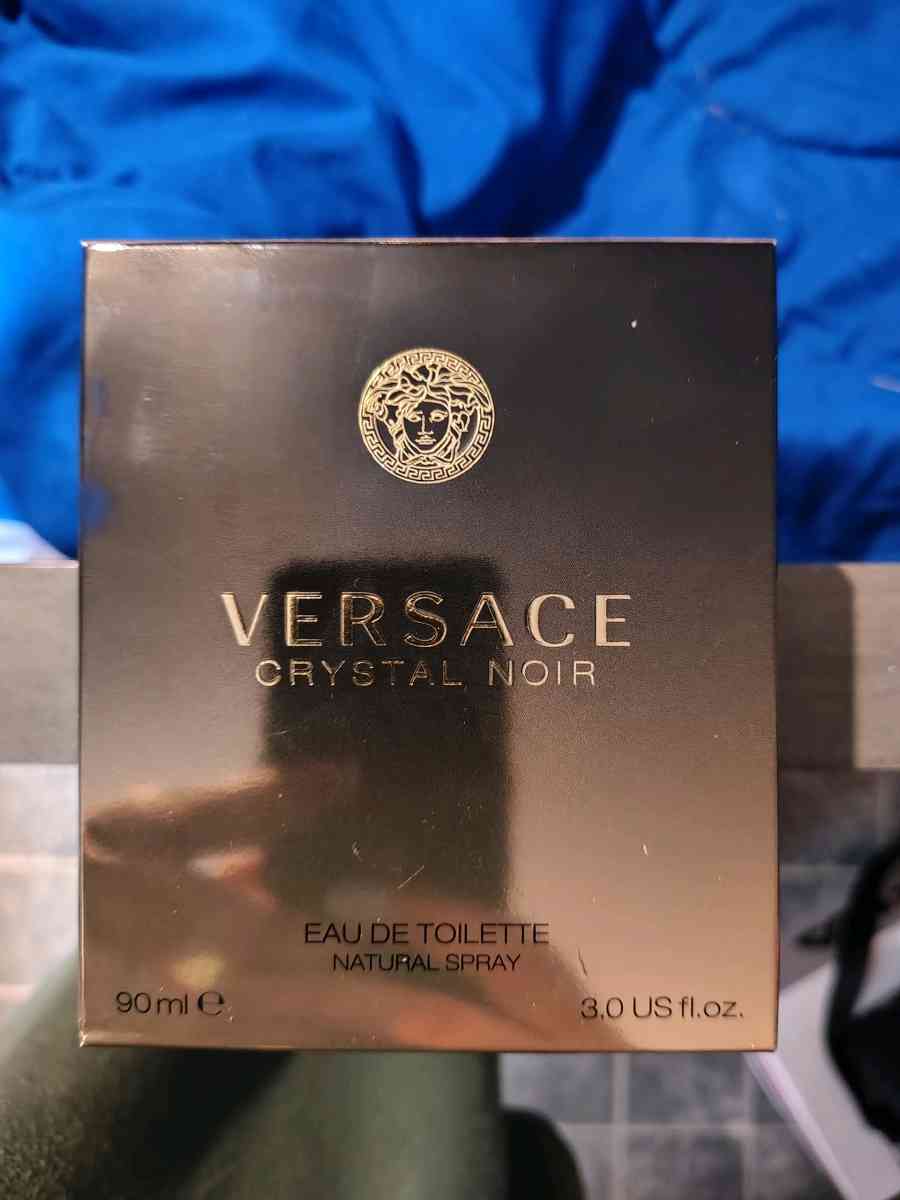 VERSACE
CRYSTAL NOIR
EAU DE TOILETTE
NATURAL SPRAY
90 ml ℮
3,0 US fl.oz.